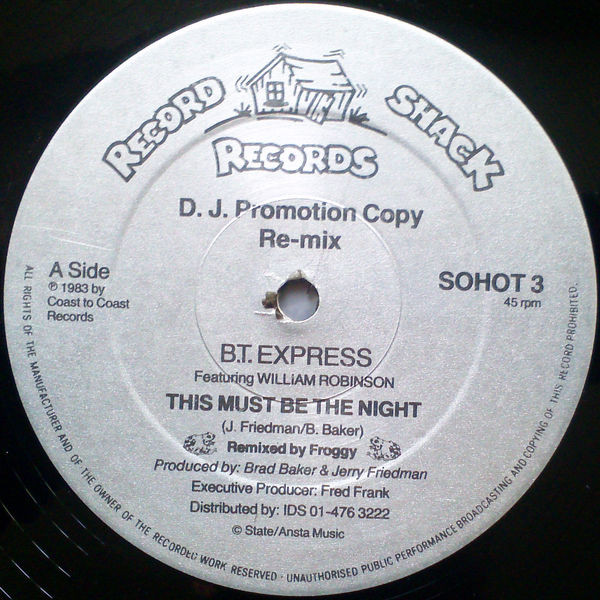 RECORD SHACK
RECORDS
D. J. Promotion Copy
Re-mix
A Side
℗ 1983 by
Coast to Coast
Records
SOHOT 3
45 rpm
B.T. EXPRESS
Featuring WILLiAM ROBINSON
THIS MUST BE THE NIGHT
(J. Friedman/B. Baker)
Remixed by Froggy
Produced by: Brad Baker & Jerry Friedman
Executive Producer: Fred Frank
Distributed by: IDS 01-476 3222
© State/Ansta Music
ALL RIGHTS OF THE MANUFACTURER AND OF THE OWNER OF THE RECORDED WORK RESERVED · UNAUTHORISED PUBLIC PERFORMANCE BROADCASTING AND COPYING OF THIS RECORD PROHIBITED.